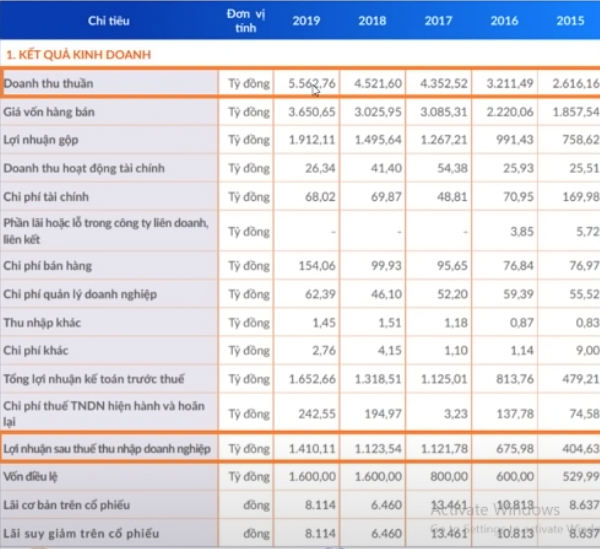 Chỉ tiêu Đơn vị tính 2019 2018 2017 2016 2015
1. KẾT QUẢ KINH DOANH
Doanh thu thuần Tỷ đồng 5.562,76 4.521,60 4.352,52 3.211,49 2.616,16
Giá vốn hàng bán Tỷ đồng 3.650,65 3.025,95 3.085,31 2.220,06 1.857,54
Lợi nhuận gộp Tỷ đồng 1.912,11 1.495,64 1.267,21 991,43 758,62
Doanh thu hoạt động tài chính Tỷ đồng 26,34 41,40 54,38 25,93 25,51
Chi phí tài chính Tỷ đồng 68,02 69,87 48,81 70,95 169,98
Phần lãi hoặc lỗ trong công ty liên doanh,
liên kết Tỷ đồng - - - 3,85 5,72
Chi phí bán hàng Tỷ đồng 154,06 99,93 95,65 76,84 76,97
Chi phí quản lý doanh nghiệp Tỷ đồng 62,39 46,10 52,20 59,39 55,52
Thu nhập khác Tỷ đồng 1,45 1,51 1,18 0,87 0,83
Chi phí khác Tỷ đồng 2,76 4,15 1,10 1,14 9,00
Tổng lợi nhuận kế toán trước thuế Tỷ đồng 1.652,66 1.318,51 1.125,01 813,76 479,21
Chi phí thuế TNDN hiện hành và hoãn
lại Tỷ đồng 242,55 194,97 3,23 137,78 74,58
Lợi nhuận sau thuế thu nhập doanh nghiệp Tỷ đồng 1.410,11 1.123,54 1.121,78 675,98 404,63
Vốn điều lệ Tỷ đồng 1.600,00 1.600,00 800,00 600,00 529,99
Lãi cơ bản trên cổ phiếu đồng 8.114 6.460 13.461 10.813 8.637
Activate Windows
Go to Settings to activate
Lãi suy giảm trên cổ phiếu đồng 8.114 6.460 13.461 10.813 8.637